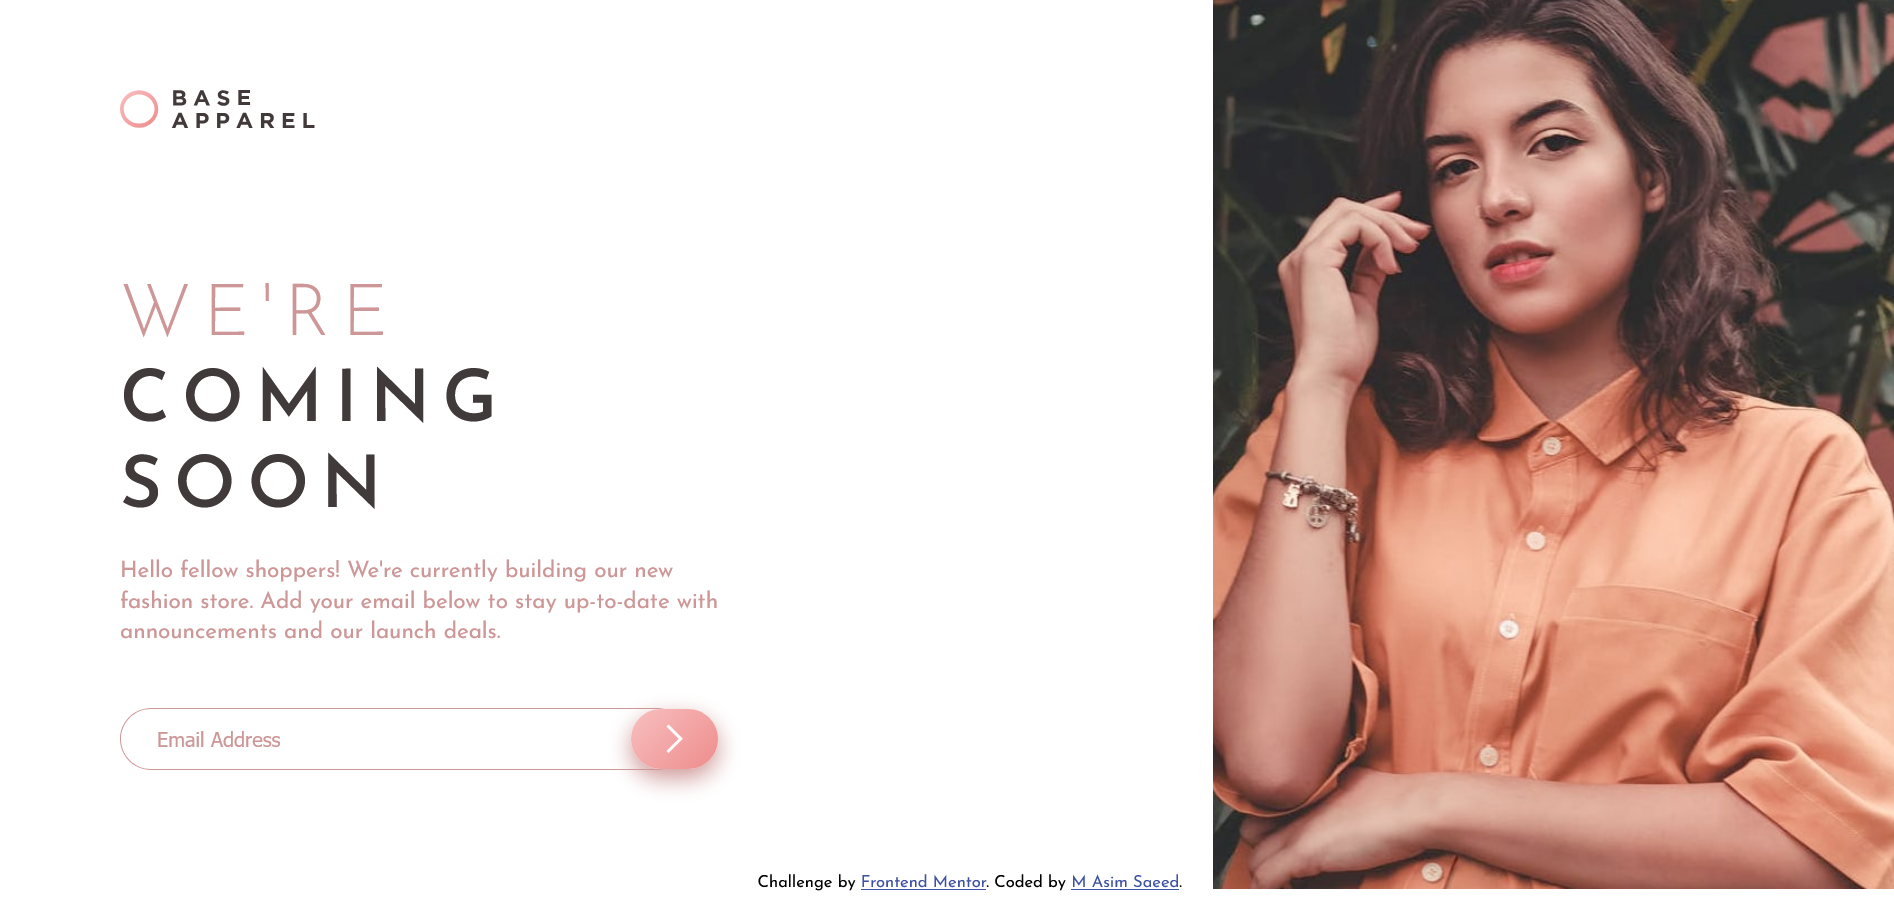 BASE
APPAREL
WE'RE
COMING
SOON
Hello fellow shoppers! We're currently building our new
fashion store. Add your email below to stay up-to-date with
announcements and our launch deals.
Email Address
Challenge by Frontend Mentor. Coded by M Asim Saeed.